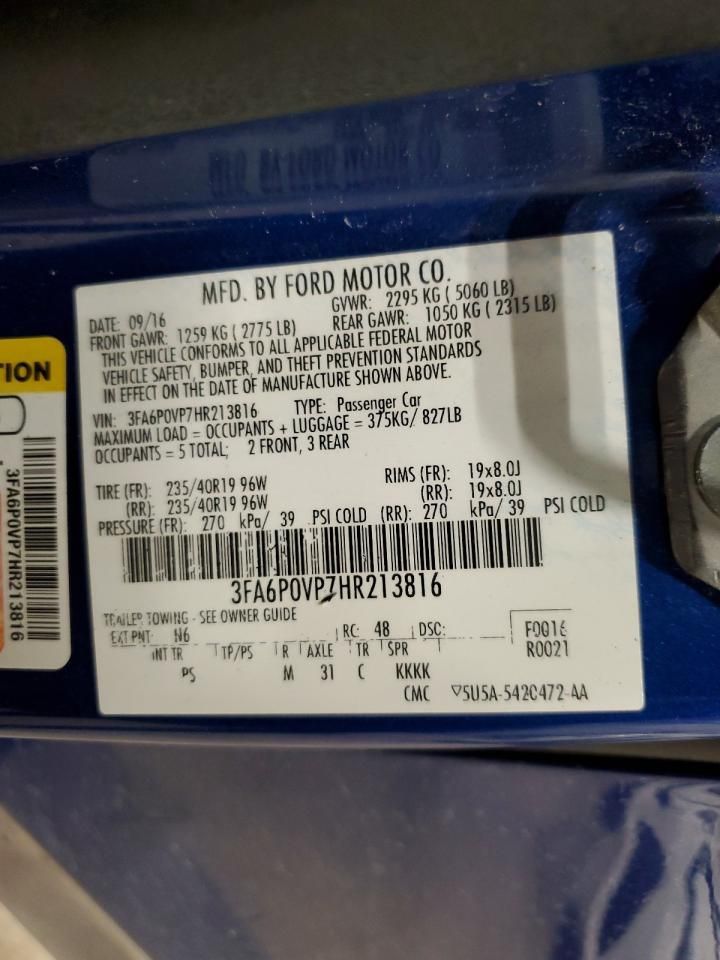 MFD. BY FORD MOTOR CO.
DATE: 09/16 GVWR: 2295 KG ( 5060 LB)
FRONT GAWR: 1259 KG ( 2775 LB) REAR GAWR: 1050 KG ( 2315 LB)
THIS VEHICLE CONFORMS TO ALL APPLICABLE FEDERAL MOTOR
VEHICLE SAFETY, BUMPER, AND THEFT PREVENTION STANDARDS
IN EFFECT ON THE DATE OF MANUFACTURE SHOWN ABOVE.
VIN: 3FA6P0VP7HR213816 TYPE: Passenger Car
MAXIMUM LOAD = OCCUPANTS + LUGGAGE = 375KG/ 827LB
OCCUPANTS = 5 TOTAL; 2 FRONT, 3 REAR
TIRE (FR): 235/40R19 96W RIMS (FR): 19x8.0J
(RR): 235/40R19 96W (RR): 19x8.0J
PRESSURE (FR): 270 kPa/ 39 PSI COLD (RR): 270 kPa/ 39 PSI COLD
3FA6P0VP7HR213816
TRAILER TOWING - SEE OWNER GUIDE
EXT PNT: N6 RC: 48 DSC: F0016
INT TR TP/PS R AXLE TR SPR R0021
PS M 31 C KKKK
CMC ▽5U5A-5420472-AA
TION
3FA6P0VP7HR213816